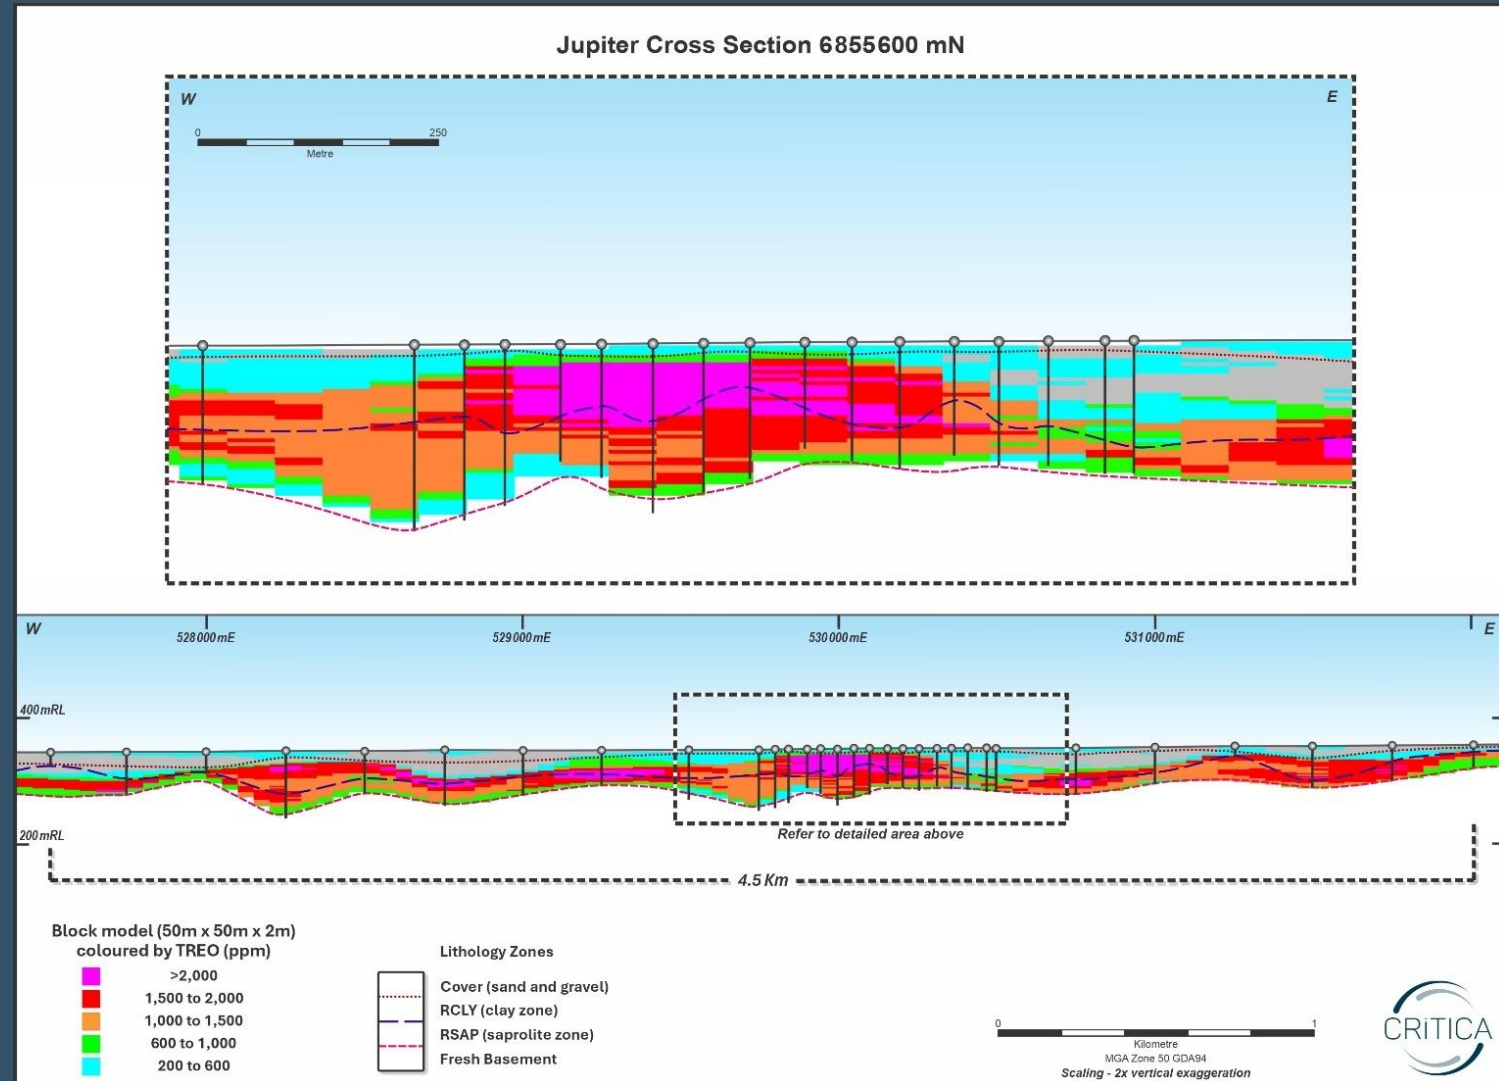 Jupiter Cross Section 6855600 mN
W
E
0 250
Metre
W
528000mE
529000mE
530000mE
531000mE
E
400mRL
200mRL
Refer to detailed area above
4.5 Km
Block model (50m x 50m x 2m)
coloured by TREO (ppm)
>2,000
1,500 to 2,000
1,000 to 1,500
600 to 1,000
200 to 600
Lithology Zones
Cover (sand and gravel)
RCLY (clay zone)
RSAP (saprolite zone)
Fresh Basement
0 1
Kilometre
MGA Zone 50 GDA94
Scaling - 2x vertical exaggeration
CRiTICA